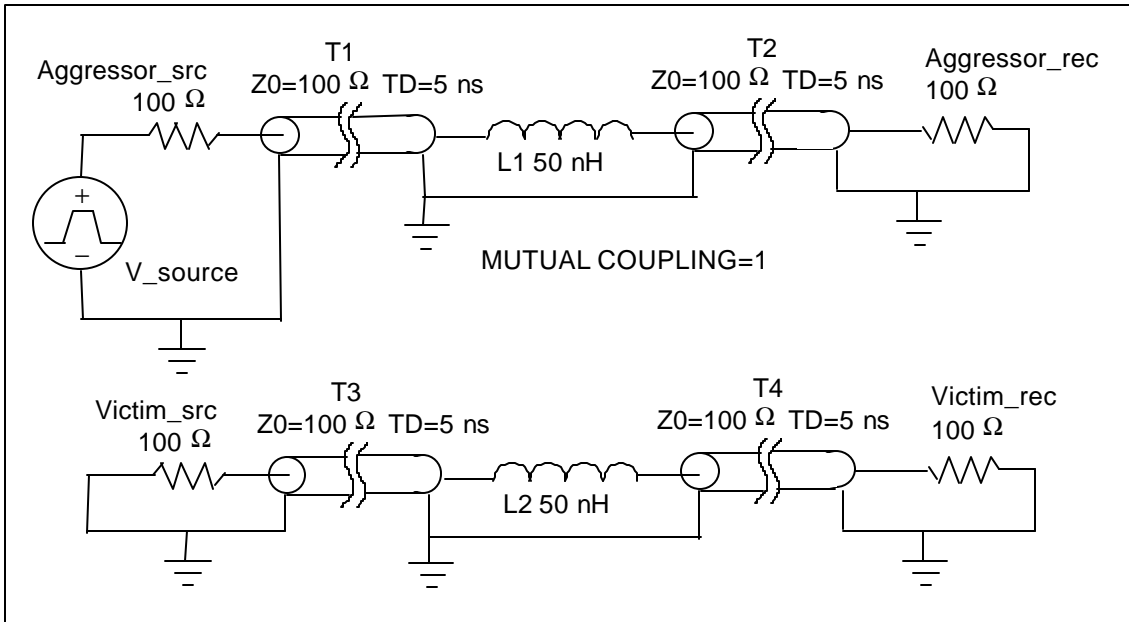 T1
Z0=100 Ω TD=5 ns
T2
Z0=100 Ω TD=5 ns
Aggressor_src
100 Ω
Aggressor_rec
100 Ω
L1 50 nH
+
−
V_source
MUTUAL COUPLING=1
T3
Z0=100 Ω TD=5 ns
T4
Z0=100 Ω TD=5 ns
Victim_src
100 Ω
Victim_rec
100 Ω
L2 50 nH